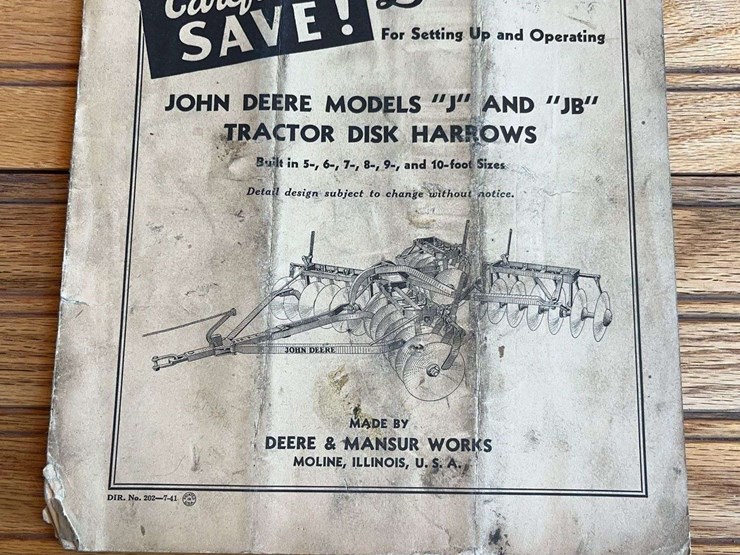 SAVE!
For Setting Up and Operating
JOHN DEERE MODELS "J" AND "JB"
TRACTOR DISK HARROWS
Built in 5-, 6-, 7-, 8-, 9-, and 10-foot Sizes
Detail design subject to change without notice.
JOHN DEERE
MADE BY
DEERE & MANSUR WORKS
MOLINE, ILLINOIS, U. S. A.
DIR. No. 202—7-41